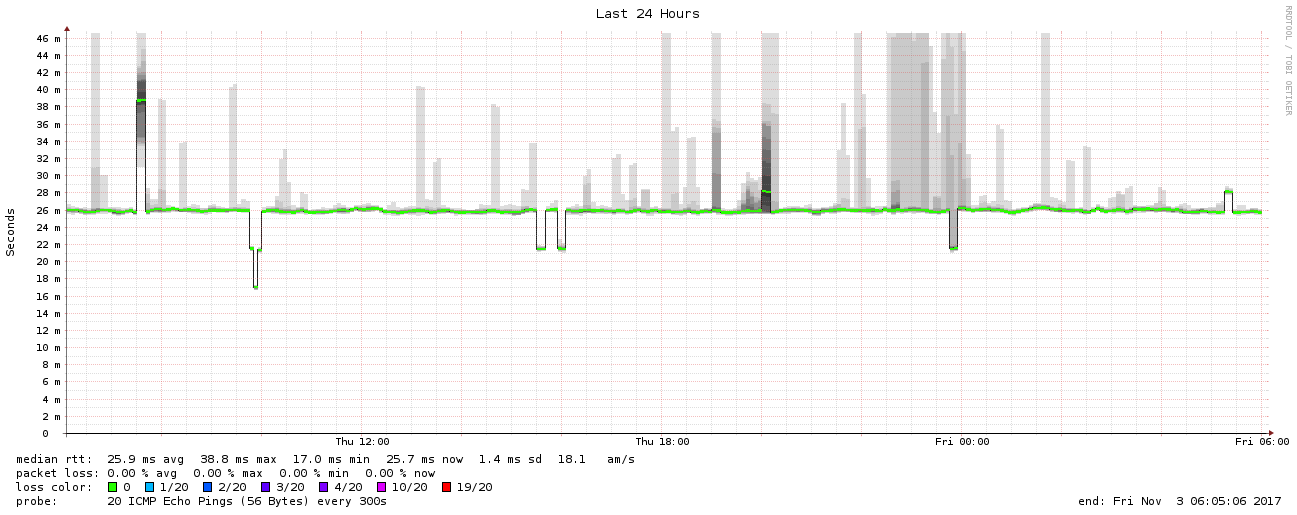 Last 24 Hours
RRDTOOL / TOBI OETIKER
Seconds
46 m
44 m
42 m
40 m
38 m
36 m
34 m
32 m
30 m
28 m
26 m
24 m
22 m
20 m
18 m
16 m
14 m
12 m
10 m
8 m
6 m
4 m
2 m
0
Thu 12:00 Thu 18:00 Fri 00:00 Fri 06:00
median rtt: 25.9 ms avg 38.8 ms max 17.0 ms min 25.7 ms now 1.4 ms sd 18.1 am/s
packet loss: 0.00 % avg 0.00 % max 0.00 % min 0.00 % now
loss color: 0 1/20 2/20 3/20 4/20 10/20 19/20
probe: 20 ICMP Echo Pings (56 Bytes) every 300s end: Fri Nov 3 06:05:06 2017